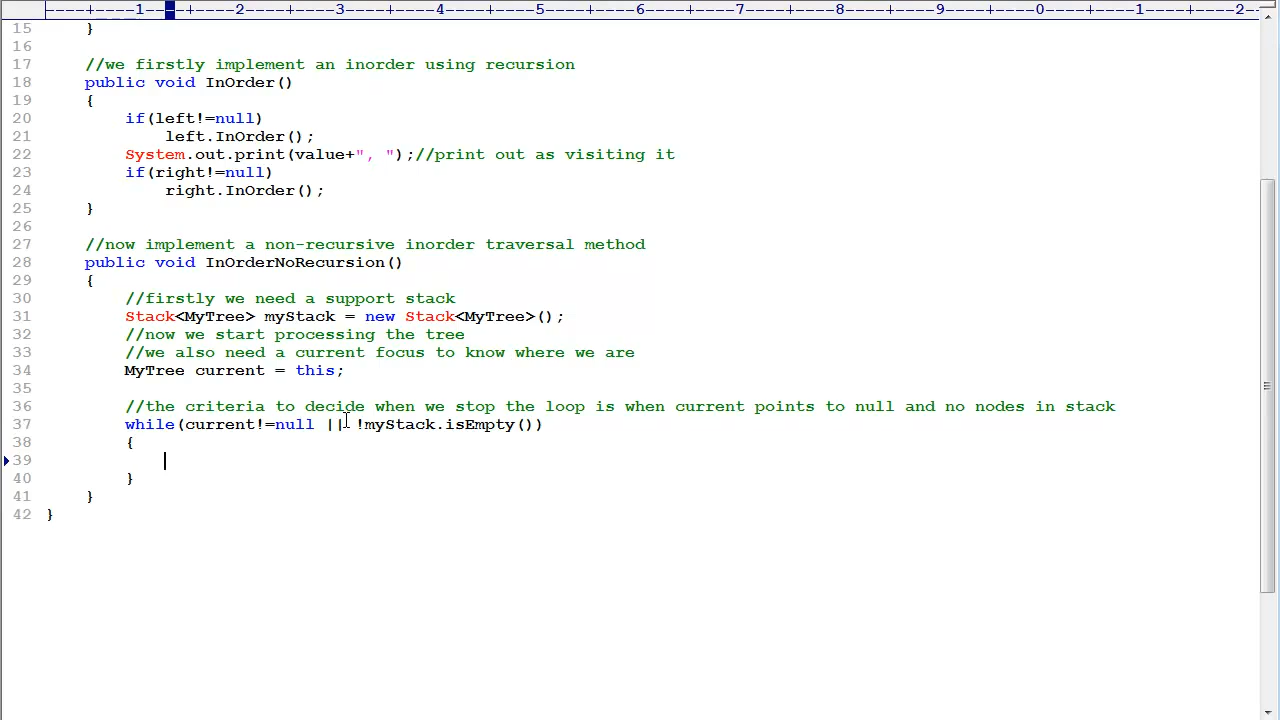 ----+----1----+----2----+----3----+----4----+----5----+----6----+----7----+----8----+----9----+----0----+----1----+----2--
15     }
16
17     //we firstly implement an inorder using recursion
18     public void InOrder()
19     {
20         if(left!=null)
21             left.InOrder();
22         System.out.print(value+", ");//print out as visiting it
23         if(right!=null)
24             right.InOrder();
25     }
26
27     //now implement a non-recursive inorder traversal method
28     public void InOrderNoRecursion()
29     {
30         //firstly we need a support stack
31         Stack<MyTree> myStack = new Stack<MyTree>();
32         //now we start processing the tree
33         //we also need a current focus to know where we are
34         MyTree current = this;
35
36         //the criteria to decide when we stop the loop is when current points to null and no nodes in stack
37         while(current!=null || !myStack.isEmpty())
38         {
39
40         }
41     }
42 }